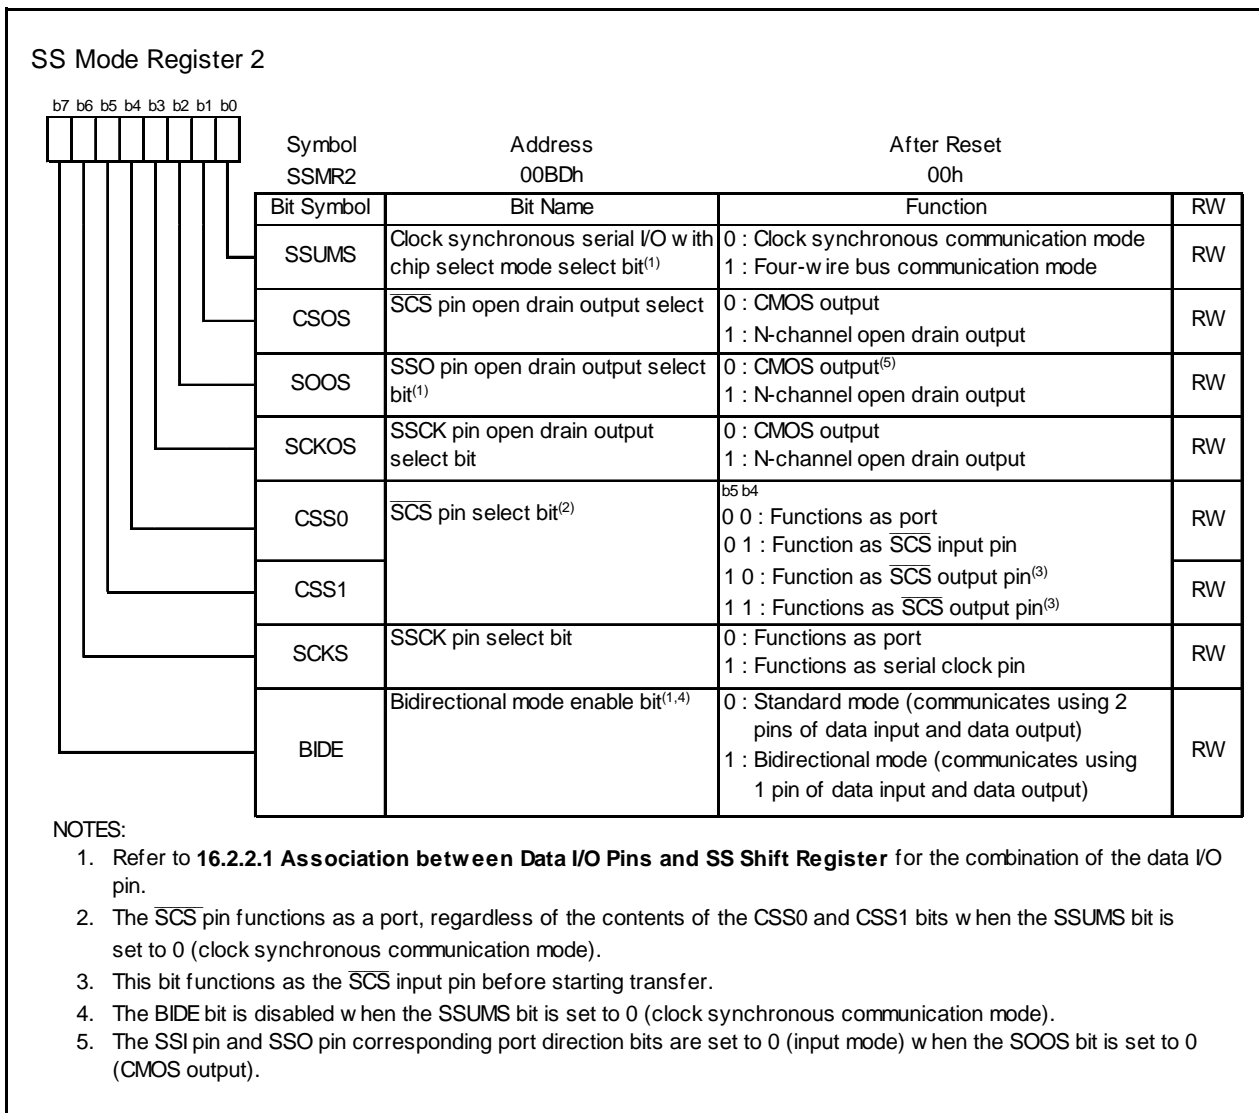 SS Mode Register 2
b7 b6 b5 b4 b3 b2 b1 b0
Symbol Address After Reset
SSMR2 00BDh 00h
Bit Symbol Bit Name Function RW
SSUMS Clock synchronous serial I/O with chip select mode select bit(1) 0 : Clock synchronous communication mode
1 : Four-wire bus communication mode RW
CSOS S̅C̅S̅ pin open drain output select 0 : CMOS output
1 : N-channel open drain output RW
SOOS SSO pin open drain output select bit(1) 0 : CMOS output(5)
1 : N-channel open drain output RW
SCKOS SSCK pin open drain output select bit 0 : CMOS output
1 : N-channel open drain output RW
CSS0 S̅C̅S̅ pin select bit(2) b5 b4
0 0 : Functions as port
0 1 : Function as S̅C̅S̅ input pin RW
CSS1 1 0 : Function as S̅C̅S̅ output pin(3)
1 1 : Functions as S̅C̅S̅ output pin(3) RW
SCKS SSCK pin select bit 0 : Functions as port
1 : Functions as serial clock pin RW
BIDE Bidirectional mode enable bit(1,4) 0 : Standard mode (communicates using 2
pins of data input and data output)
1 : Bidirectional mode (communicates using
1 pin of data input and data output) RW
NOTES:
1. Refer to 16.2.2.1 Association between Data I/O Pins and SS Shift Register for the combination of the data I/O
pin.
2. The S̅C̅S̅ pin functions as a port, regardless of the contents of the CSS0 and CSS1 bits when the SSUMS bit is
set to 0 (clock synchronous communication mode).
3. This bit functions as the S̅C̅S̅ input pin before starting transfer.
4. The BIDE bit is disabled when the SSUMS bit is set to 0 (clock synchronous communication mode).
5. The SSI pin and SSO pin corresponding port direction bits are set to 0 (input mode) when the SOOS bit is set to 0
(CMOS output).